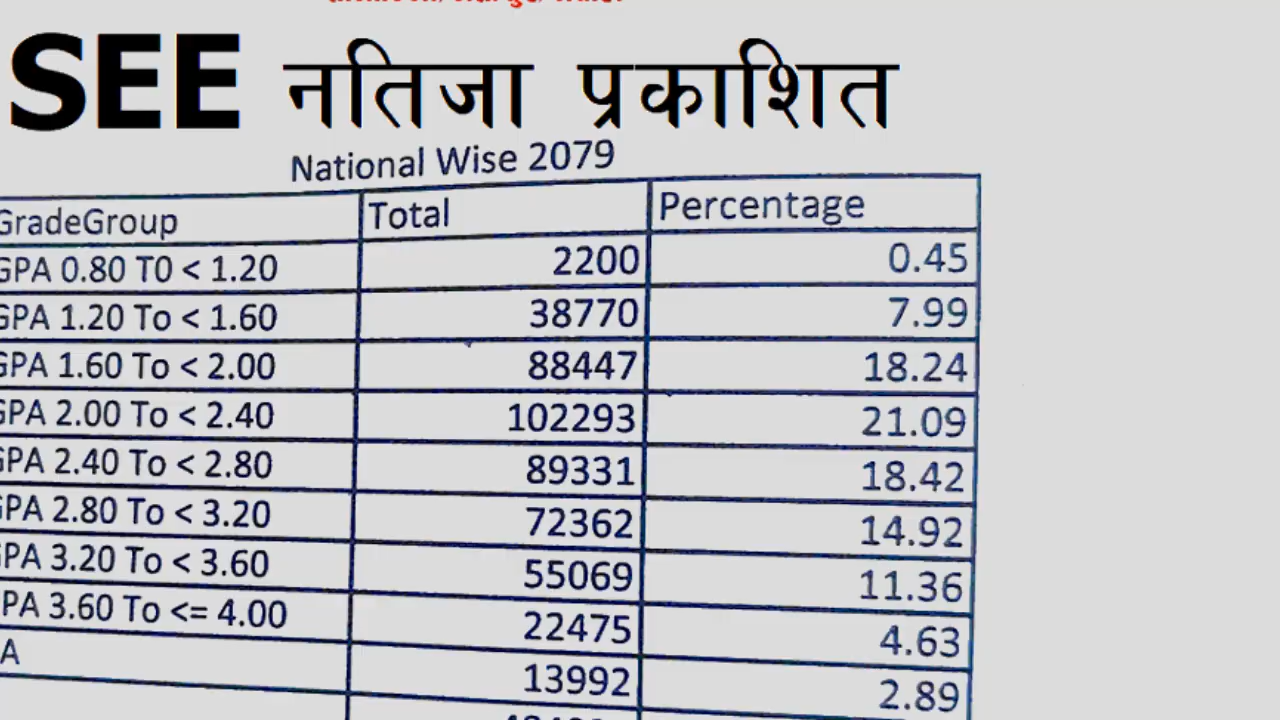 SEE नतिजा प्रकाशित
National Wise 2079
GradeGroup Total Percentage
GPA 0.80 T0 < 1.20 2200 0.45
GPA 1.20 To < 1.60 38770 7.99
GPA 1.60 To < 2.00 88447 18.24
GPA 2.00 To < 2.40 102293 21.09
GPA 2.40 To < 2.80 89331 18.42
GPA 2.80 To < 3.20 72362 14.92
GPA 3.20 To < 3.60 55069 11.36
PA 3.60 To <= 4.00 22475 4.63
A 13992 2.89